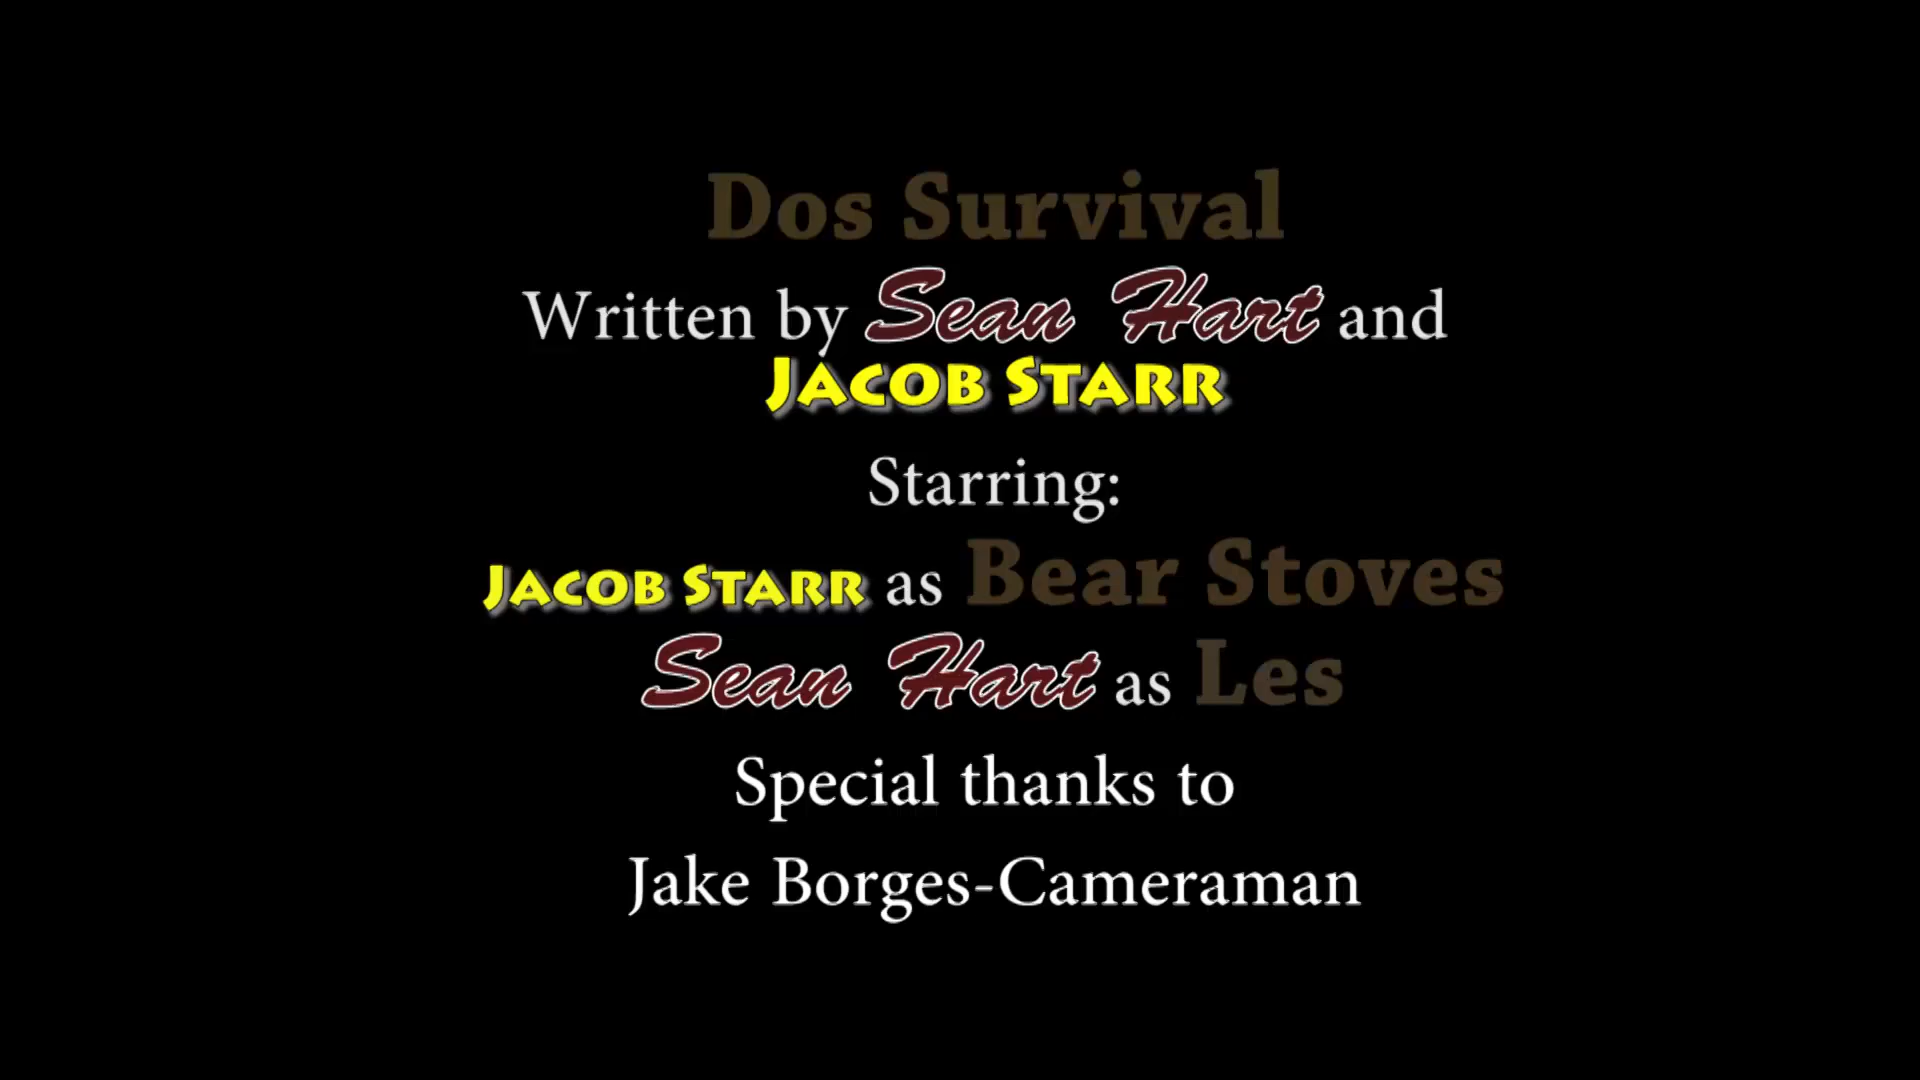 Dos Survival
Written by Sean Hart and
Jacob Starr
Starring:
Jacob Starr as Bear Stoves
Sean Hart as Les
Special thanks to
Jake Borges-Cameraman